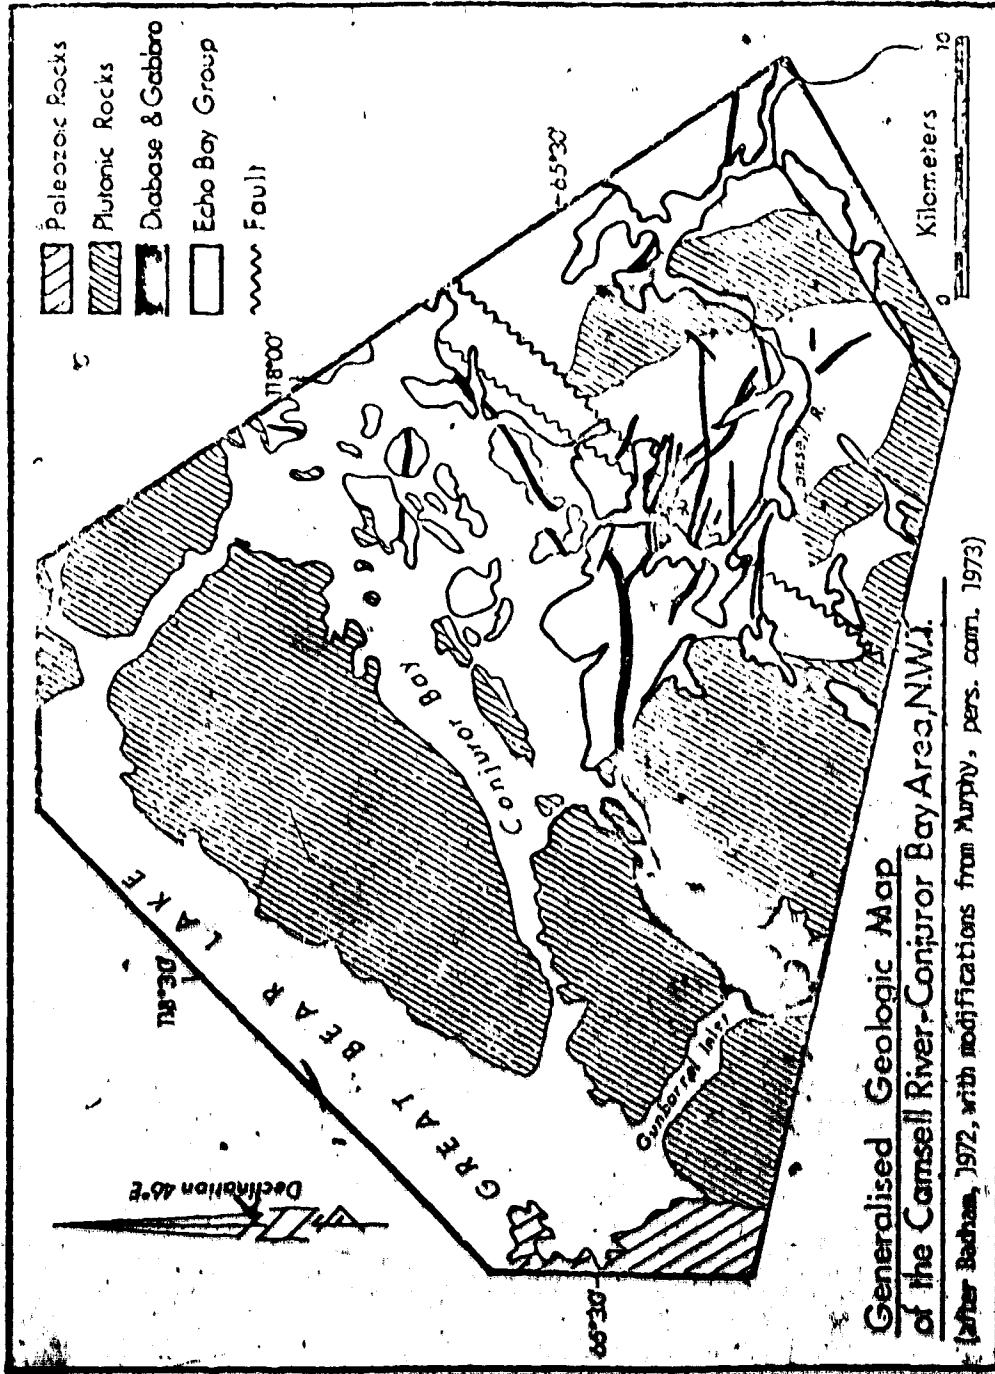 Paleozoic Rocks
Plutonic Rocks
Diabase & Gabbro
Echo Bay Group
Fault
118°00'
65°30'
118°30'
GREAT BEAR LAKE
Conjuror Bay
Gunbarrel Inlet
R.
66°30'
Declination 46°E
Kilometers
0 10
Generalised Geologic Map
of the Camsell River-Conjuror Bay Area, N.W.T.
(after Badham, 1972, with modifications from Murphy, pers. com. 1973)